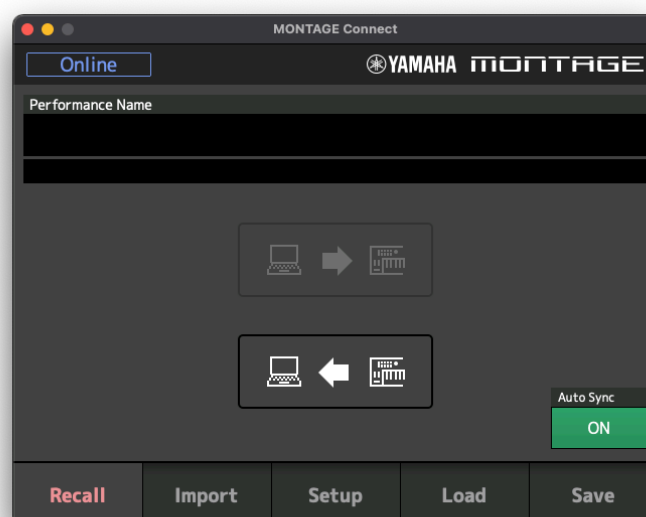 MONTAGE Connect
Online
YAMAHA MONTAGE
Performance Name
Auto Sync
ON
Recall Import Setup Load Save